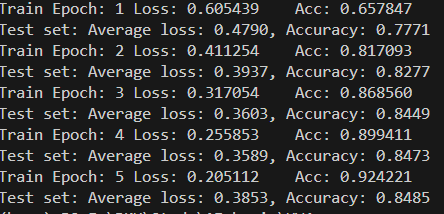 Train Epoch: 1 Loss: 0.605439    Acc: 0.657847
Test set: Average loss: 0.4790, Accuracy: 0.7771
Train Epoch: 2 Loss: 0.411254    Acc: 0.817093
Test set: Average loss: 0.3937, Accuracy: 0.8277
Train Epoch: 3 Loss: 0.317054    Acc: 0.868560
Test set: Average loss: 0.3603, Accuracy: 0.8449
Train Epoch: 4 Loss: 0.255853    Acc: 0.899411
Test set: Average loss: 0.3589, Accuracy: 0.8473
Train Epoch: 5 Loss: 0.205112    Acc: 0.924221
Test set: Average loss: 0.3853, Accuracy: 0.8485